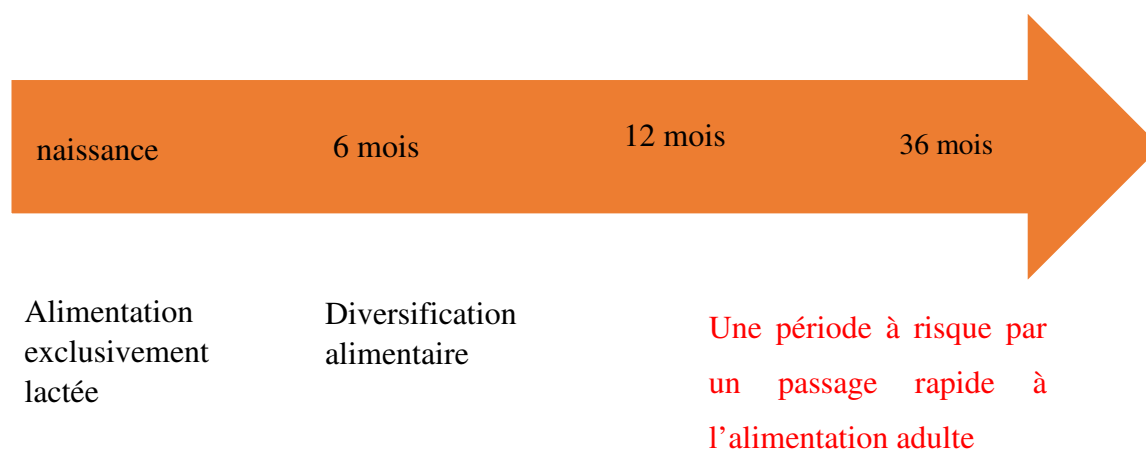 naissance
6 mois
12 mois
36 mois
Alimentation
exclusivement
lactée
Diversification
alimentaire
Une période à risque par
un passage rapide à
l’alimentation adulte